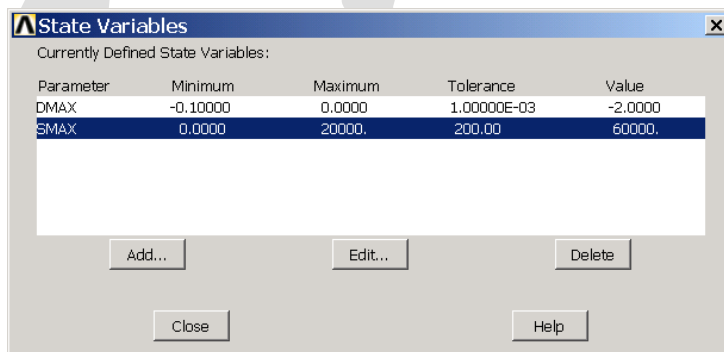 State Variables
Currently Defined State Variables:
Parameter Minimum Maximum Tolerance Value
DMAX -0.10000 0.0000 1.00000E-03 -2.0000
SMAX 0.0000 20000. 200.00 60000.
Add... Edit... Delete
Close Help